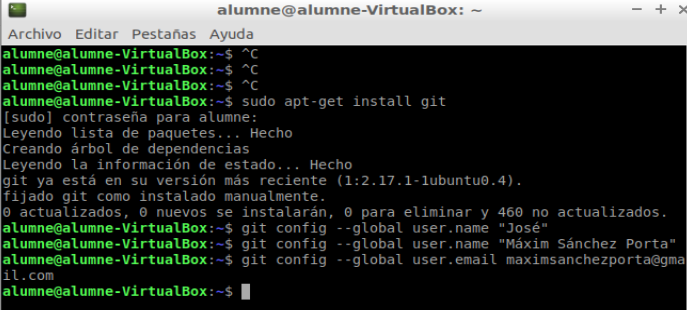 alumne@alumne-VirtualBox: ~
Archivo Editar Pestañas Ayuda
alumne@alumne-VirtualBox:~$ ^C
alumne@alumne-VirtualBox:~$ ^C
alumne@alumne-VirtualBox:~$ ^C
alumne@alumne-VirtualBox:~$ sudo apt-get install git
[sudo] contraseña para alumne:
Leyendo lista de paquetes... Hecho
Creando árbol de dependencias
Leyendo la información de estado... Hecho
git ya está en su versión más reciente (1:2.17.1-1ubuntu0.4).
fijado git como instalado manualmente.
0 actualizados, 0 nuevos se instalarán, 0 para eliminar y 460 no actualizados.
alumne@alumne-VirtualBox:~$ git config --global user.name "José"
alumne@alumne-VirtualBox:~$ git config --global user.name "Máxim Sánchez Porta"
alumne@alumne-VirtualBox:~$ git config --global user.email maximsanchezporta@gma
il.com
alumne@alumne-VirtualBox:~$